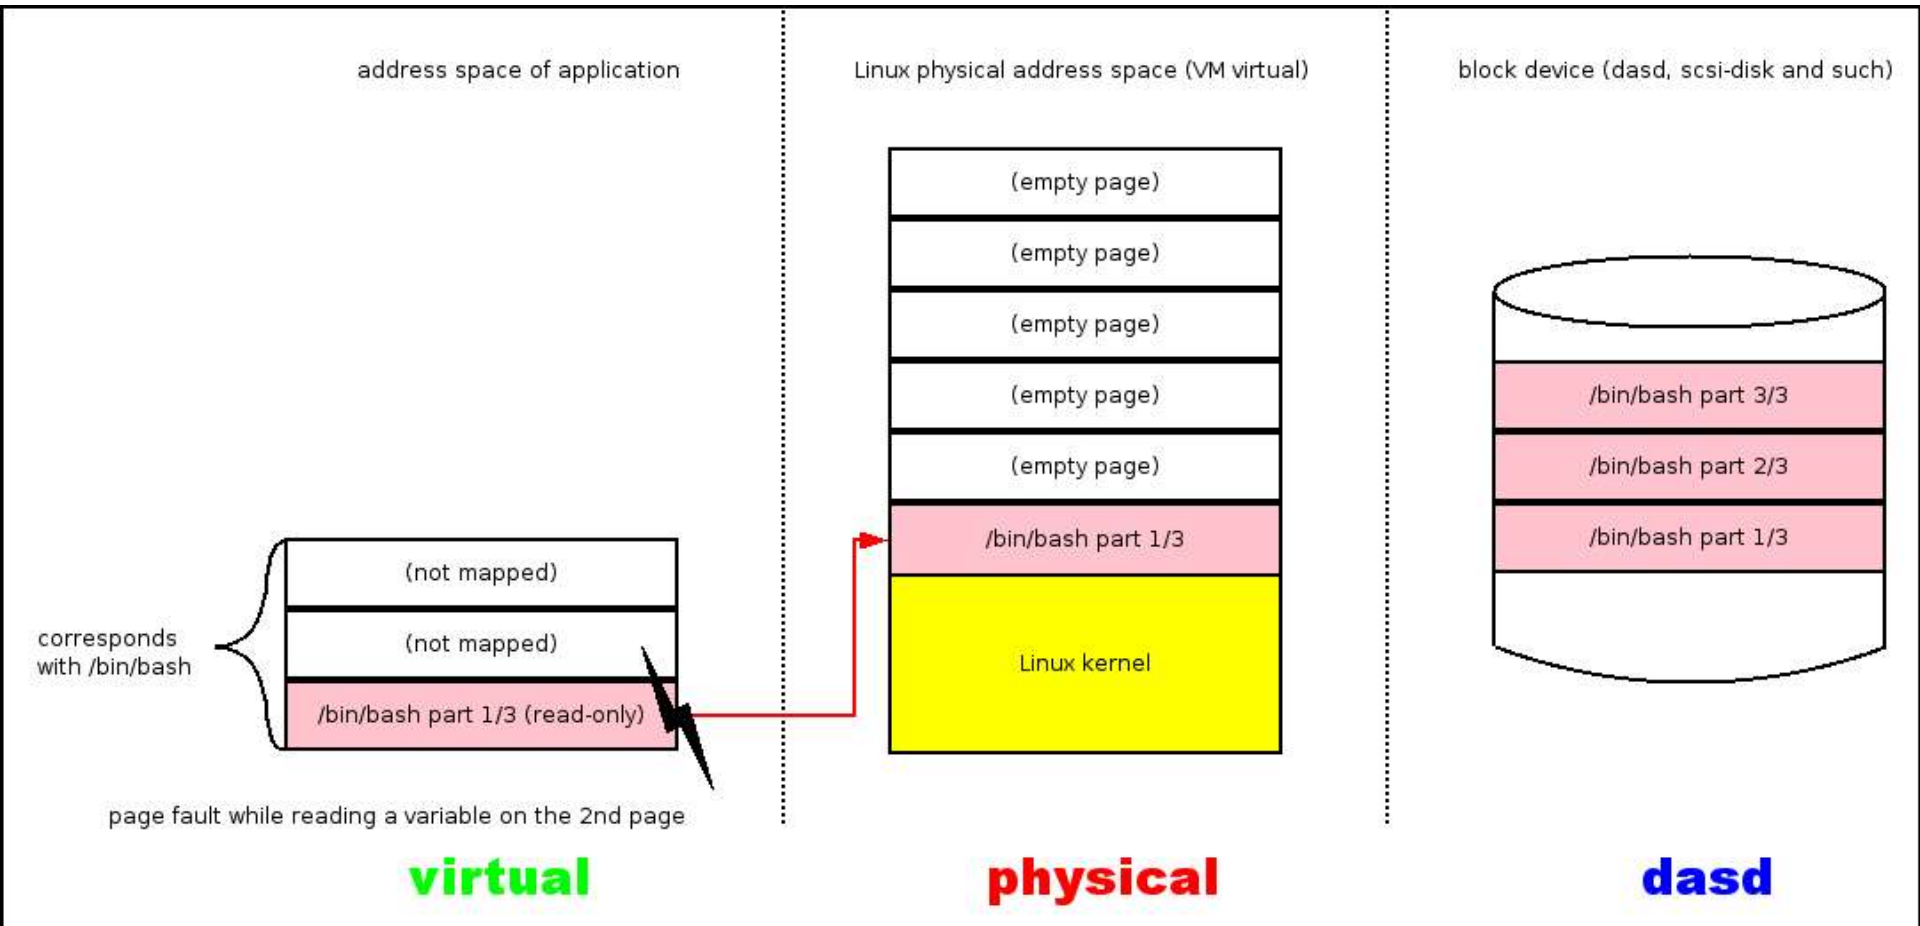 address space of application
Linux physical address space (VM virtual)
block device (dasd, scsi-disk and such)
(empty page)
(empty page)
(empty page)
(empty page)
(empty page)
/bin/bash part 1/3
Linux kernel
/bin/bash part 3/3
/bin/bash part 2/3
/bin/bash part 1/3
(not mapped)
(not mapped)
/bin/bash part 1/3 (read-only)
corresponds
with /bin/bash
page fault while reading a variable on the 2nd page
virtual
physical
dasd